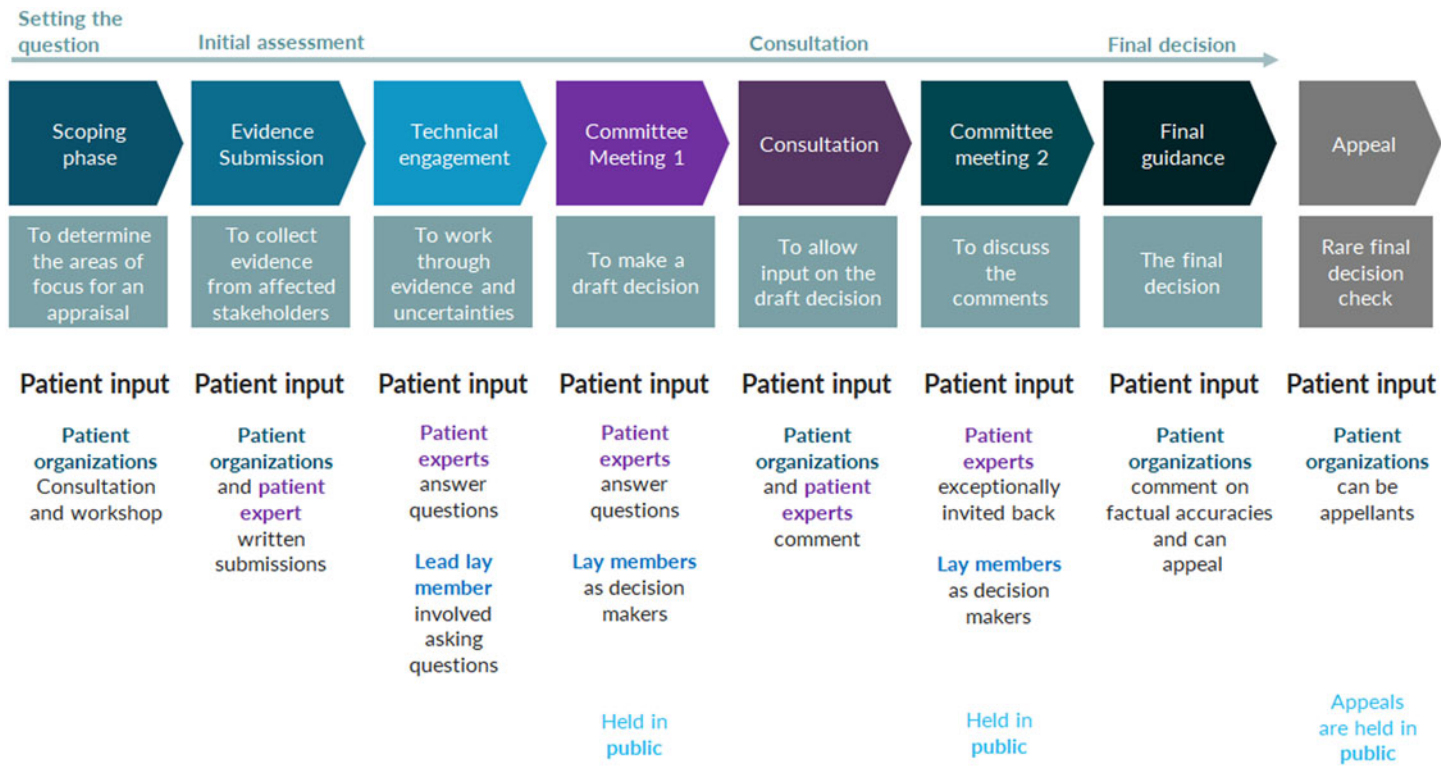 Setting the
question
Initial assessment
Consultation
Final decision
Scoping
phase
Evidence
Submission
Technical
engagement
Committee
Meeting 1
Consultation
Committee
meeting 2
Final
guidance
Appeal
To determine
the areas of
focus for an
appraisal
To collect
evidence
from affected
stakeholders
To work
through
evidence and
uncertainties
To make a
draft decision
To allow
input on the
draft decision
To discuss
the
comments
The final
decision
Rare final
decision
check
Patient input
Patient
organizations
Consultation
and workshop
Patient input
Patient
organizations
and patient
expert
written
submissions
Patient input
Patient
experts
answer
questions
Lead lay
member
involved
asking
questions
Patient input
Patient
experts
answer
questions
Lay members
as decision
makers
Held in
public
Patient input
Patient
organizations
and patient
experts
comment
Patient input
Patient
experts
exceptionally
invited back
Lay members
as decision
makers
Held in
public
Patient input
Patient
organizations
comment on
factual accuracies
and can
appeal
Patient input
Patient
organizations
can be
appellants
Appeals
are held in
public